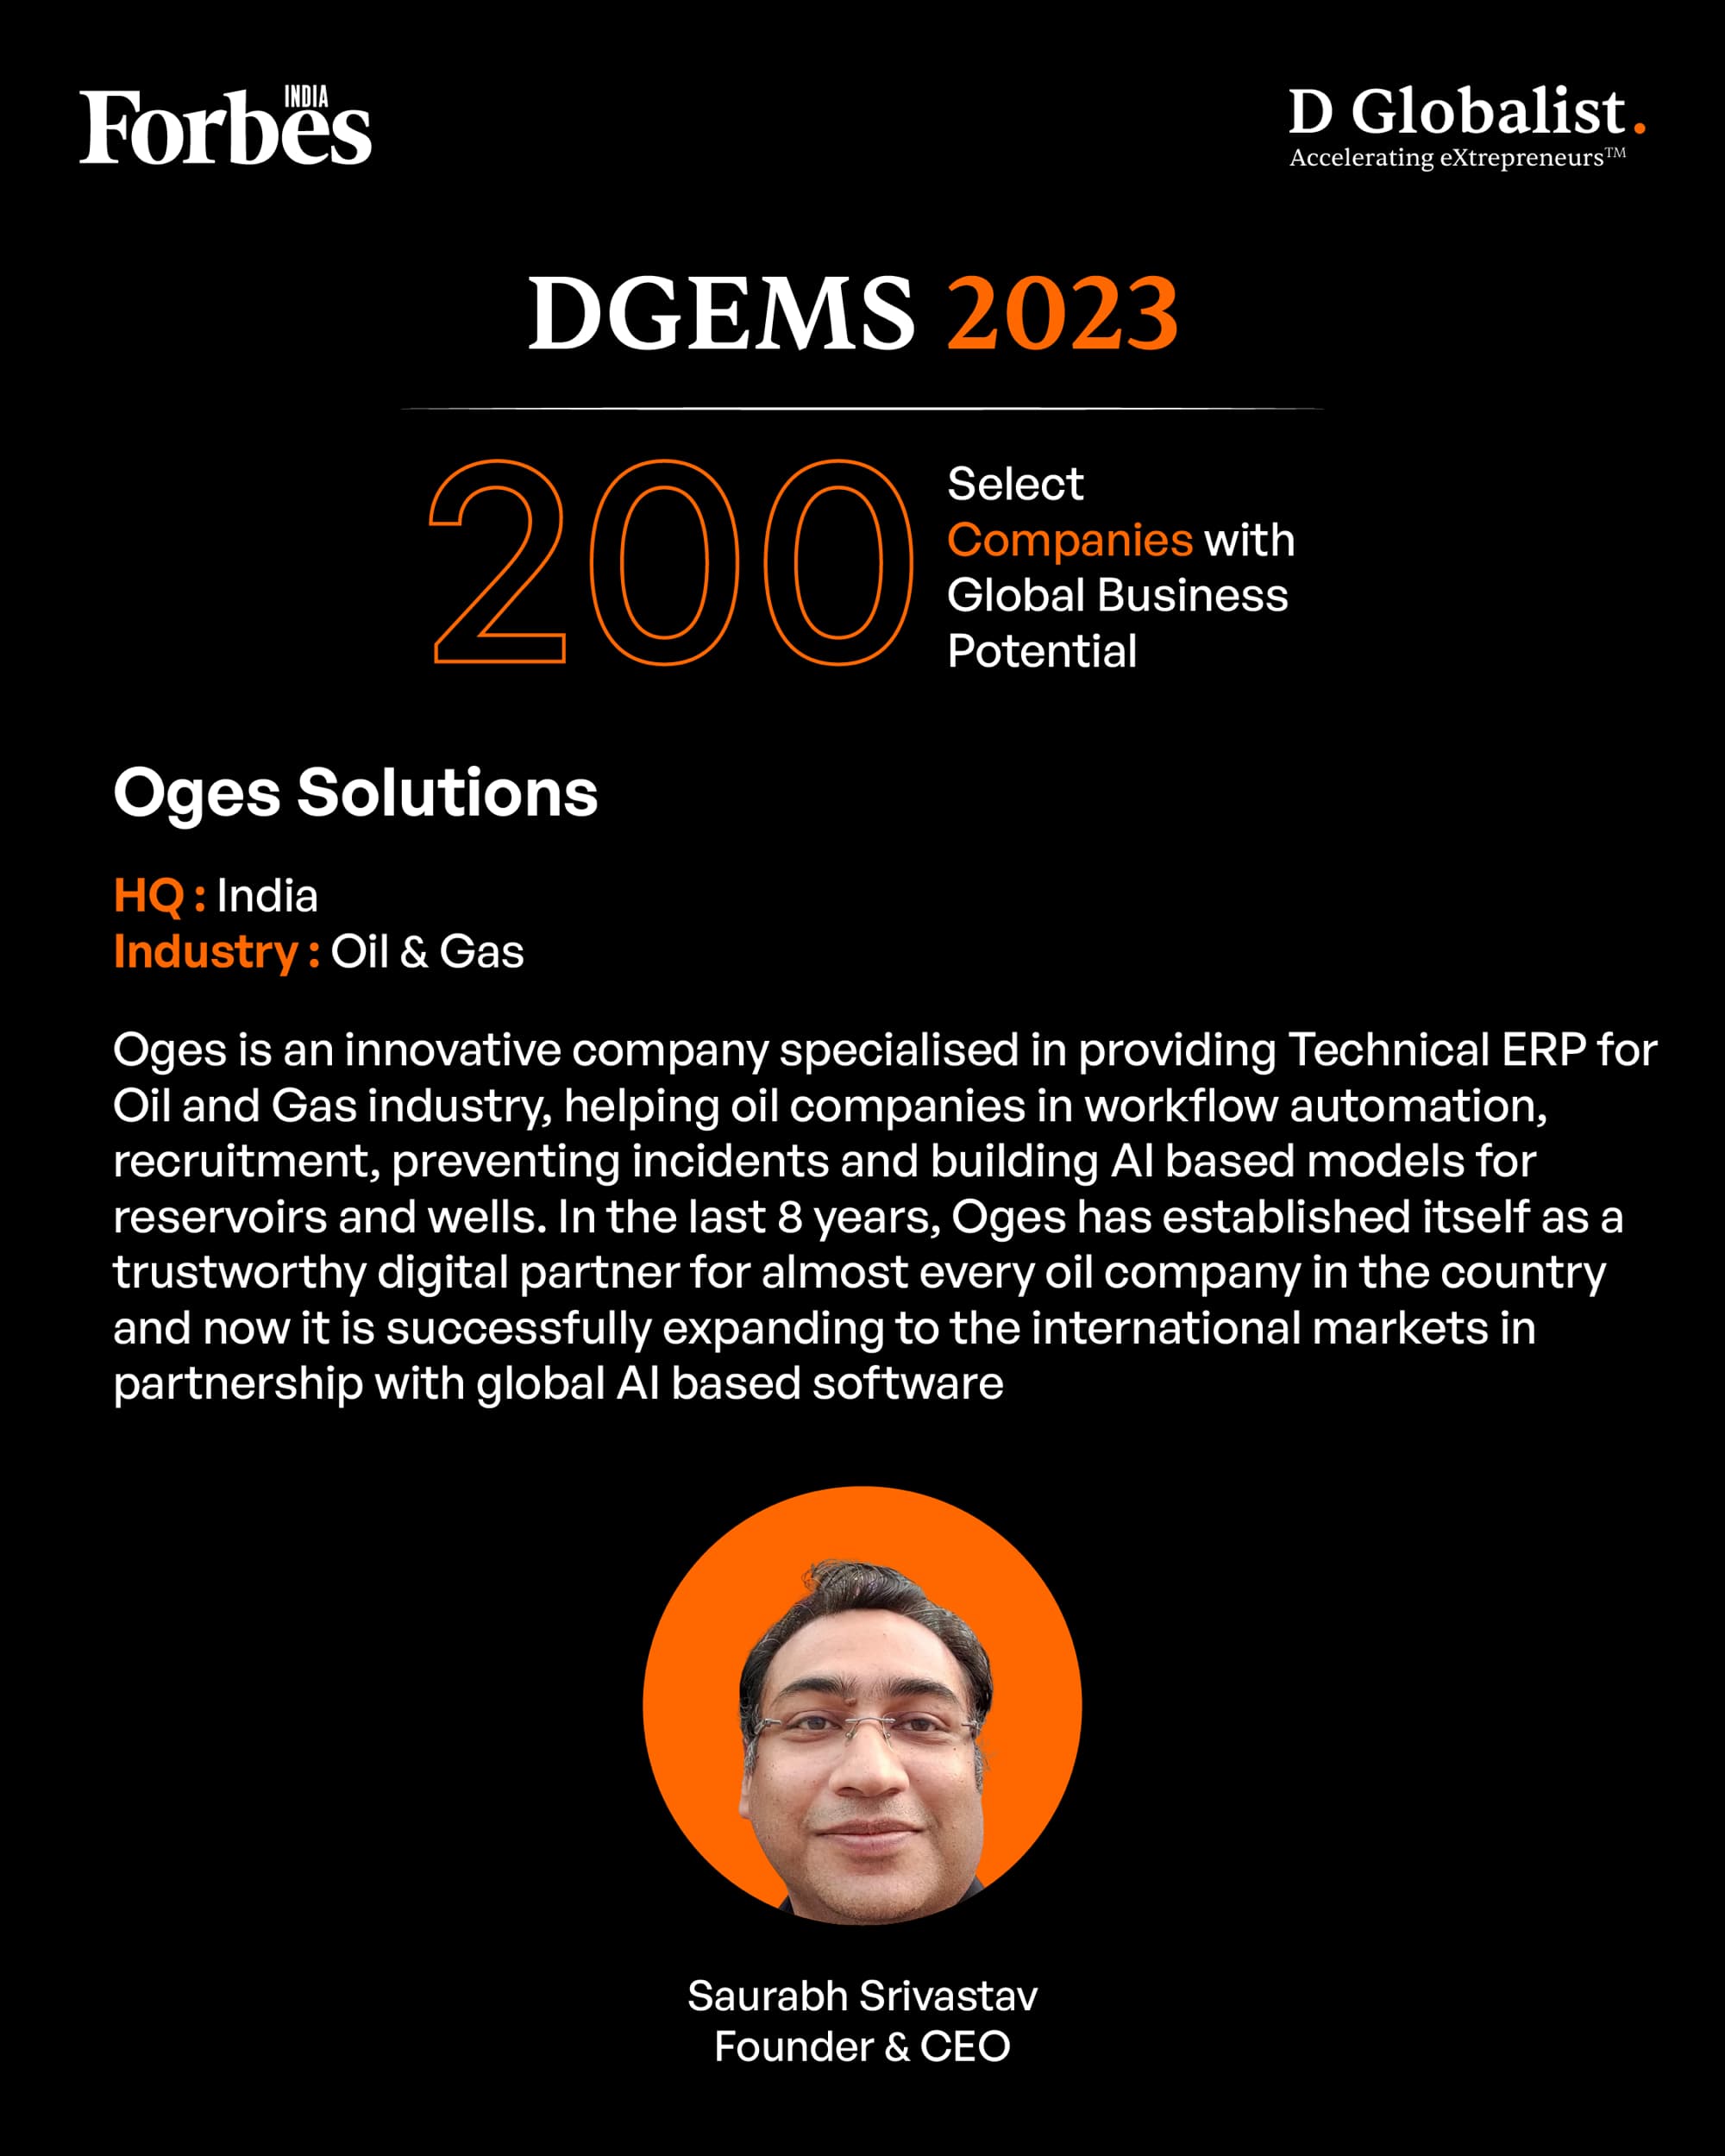 Forbes INDIA
D Globalist.
Accelerating eXtrepreneurs™
DGEMS 2023
200
Select
Companies with
Global Business
Potential
Oges Solutions
HQ : India
Industry : Oil & Gas
Oges is an innovative company specialised in providing Technical ERP for
Oil and Gas industry, helping oil companies in workflow automation,
recruitment, preventing incidents and building AI based models for
reservoirs and wells. In the last 8 years, Oges has established itself as a
trustworthy digital partner for almost every oil company in the country
and now it is successfully expanding to the international markets in
partnership with global AI based software
Saurabh Srivastav
Founder & CEO